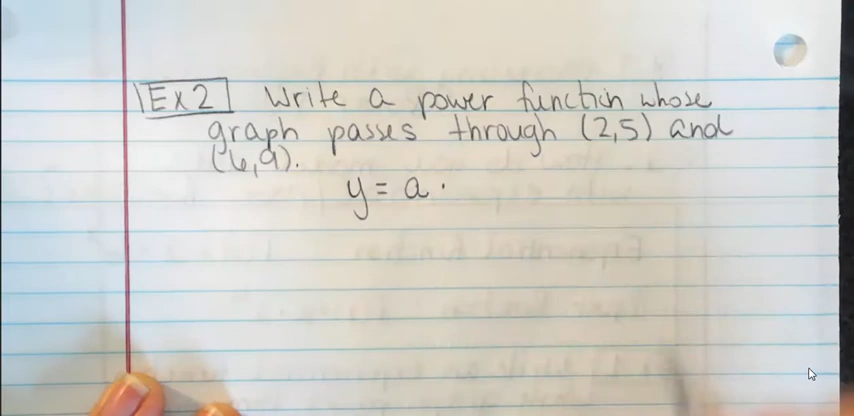 Ex 2 Write a power function whose
graph passes through (2,5) and
(6,9).
y = a ·